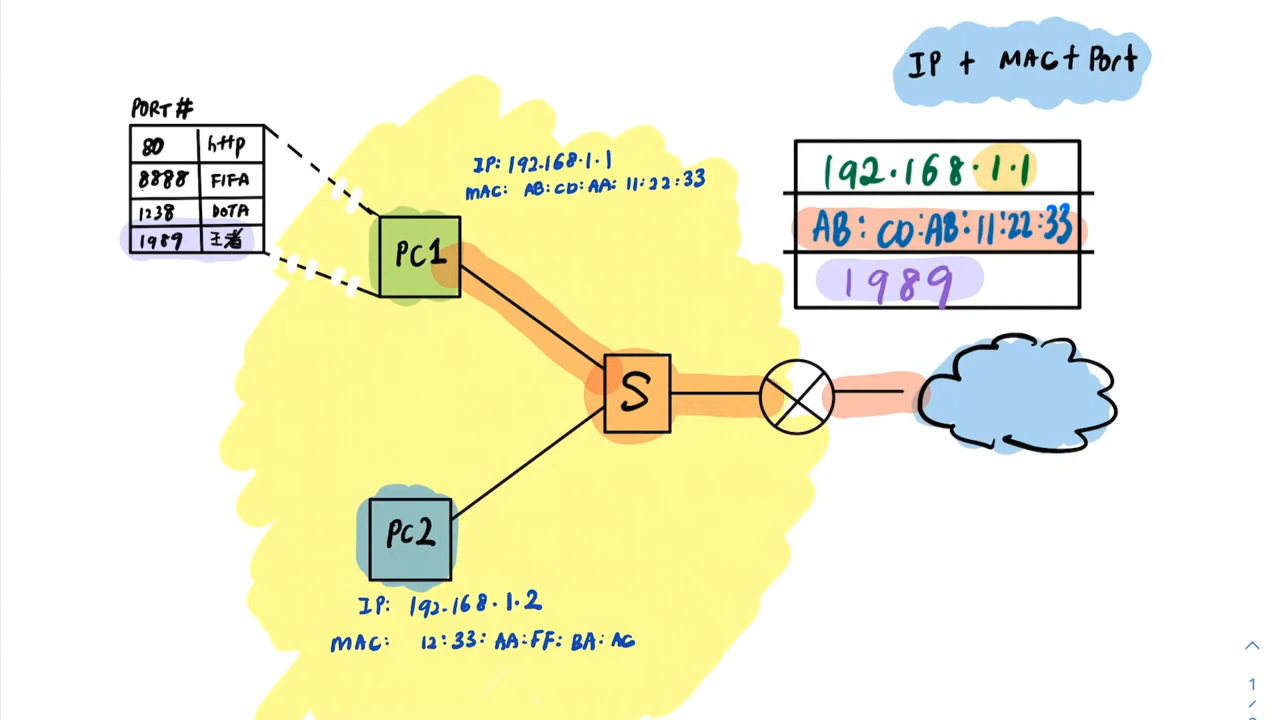 IP + MAC + Port
PORT#
80 http
8888 FIFA
1238 DOTA
1989 王者
IP: 192.168.1.1
MAC: AB:CD:AA: 11:22:33
PC1
192.168.1.1
AB:CD:AB:11:22:33
1989
S
PC2
IP: 192.168.1.2
MAC: 12:33:AA:FF:BA:AC
1
/